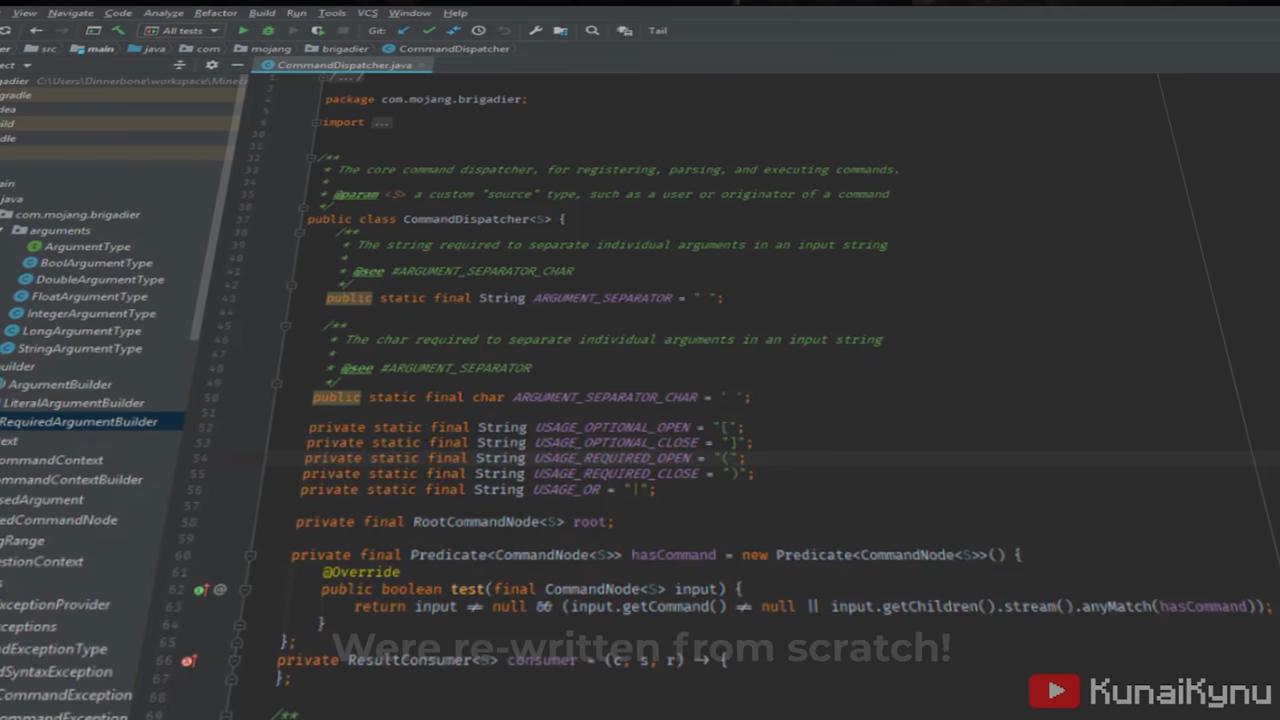 View Navigate Code Analyze Refactor Build Run Tools VCS Window Help
All tests Git: Tail
src main java com mojang brigadier CommandDispatcher
CommandDispatcher.java
C:\Users\Dinnerbone\workspace\Minec
ArgumentType
arguments
com.mojang.brigadier
BoolArgumentType
DoubleArgumentType
FloatArgumentType
IntegerArgumentType
LongArgumentType
StringArgumentType
ArgumentBuilder
LiteralArgumentBuilder
RequiredArgumentBuilder
package com.mojang.brigadier;
import ...
/**
* The core command dispatcher, for registering, parsing, and executing commands.
*
* @param <S> a custom "source" type, such as a user or originator of a command
*/
public class CommandDispatcher<S> {
/**
* The string required to separate individual arguments in an input string
*
* @see #ARGUMENT_SEPARATOR_CHAR
*/
public static final String ARGUMENT_SEPARATOR = " ";
/**
* The char required to separate individual arguments in an input string
*
* @see #ARGUMENT_SEPARATOR
*/
public static final char ARGUMENT_SEPARATOR_CHAR = ' ';
private static final String USAGE_OPTIONAL_OPEN = "[";
private static final String USAGE_OPTIONAL_CLOSE = "]";
private static final String USAGE_REQUIRED_OPEN = "(";
private static final String USAGE_REQUIRED_CLOSE = ")";
private static final String USAGE_OR = "|";
private final RootCommandNode<S> root;
private final Predicate<CommandNode<S>> hasCommand = new Predicate<CommandNode<S>>() {
@Override
public boolean test(final CommandNode<S> input) {
return input ≠ null && (input.getCommand() ≠ null || input.getChildren().stream().anyMatch(hasCommand));
}
};
private ResultConsumer<S> consumer = (c, s, r) → {
};
/**
Were re-written from scratch!
KunaiKynu